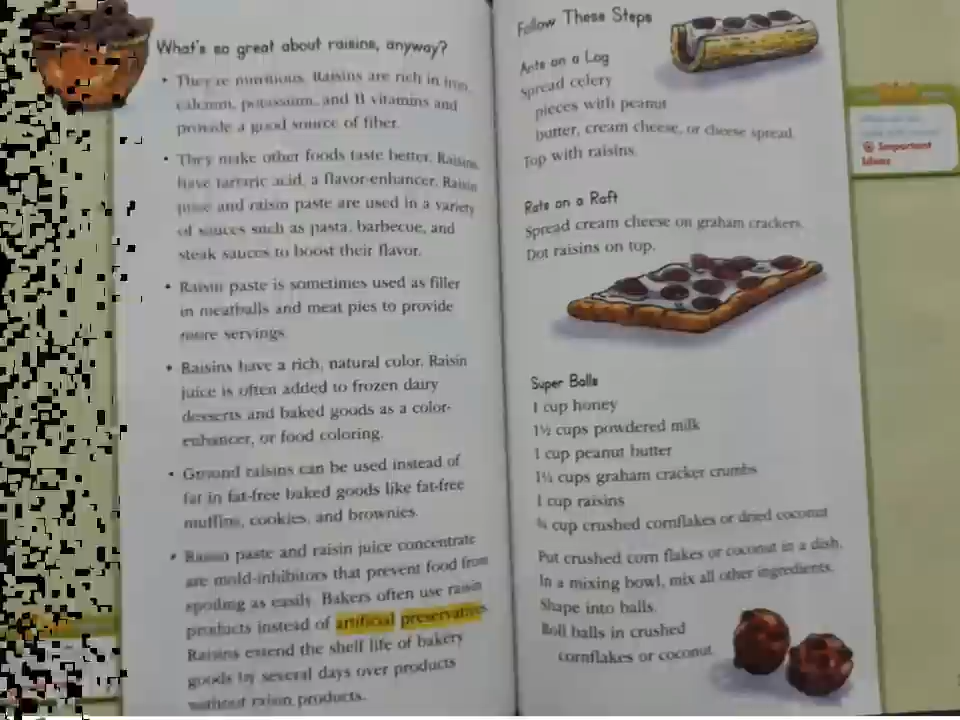 What's so great about raisins, anyway?
• They're nutritious. Raisins are rich in iron,
calcium, potassium, and 11 vitamins and
provide a good source of fiber.
• They make other foods taste better. Raisins
have tartaric acid, a flavor-enhancer. Raisin
juice and raisin paste are used in a variety
of sauces such as pasta, barbecue, and
steak sauces to boost their flavor.
• Raisin paste is sometimes used as filler
in meatballs and meat pies to provide
more servings.
• Raisins have a rich, natural color. Raisin
juice is often added to frozen dairy
desserts and baked goods as a color-
enhancer, or food coloring.
• Ground raisins can be used instead of
fat in fat-free baked goods like fat-free
muffins, cookies, and brownies.
• Raisin paste and raisin juice concentrate
are mold-inhibitors that prevent food from
spoiling as easily. Bakers often use raisin
products instead of artificial preservatives.
Raisins extend the shelf life of bakery
goods by several days over products
without raisin products.
Follow These Steps
Ants on a Log
Spread celery
pieces with peanut
butter, cream cheese, or cheese spread.
Top with raisins.
Rats on a Raft
Spread cream cheese on graham crackers.
Dot raisins on top.
Super Balls
1 cup honey
1½ cups powdered milk
1 cup peanut butter
cups graham cracker crumbs
1 cup raisins
¾ cup crushed cornflakes or dried coconut
Put crushed corn flakes or coconut in a dish.
In a mixing bowl, mix all other ingredients.
Shape into balls.
Roll balls in crushed
cornflakes or coconut.
Important
Ideas